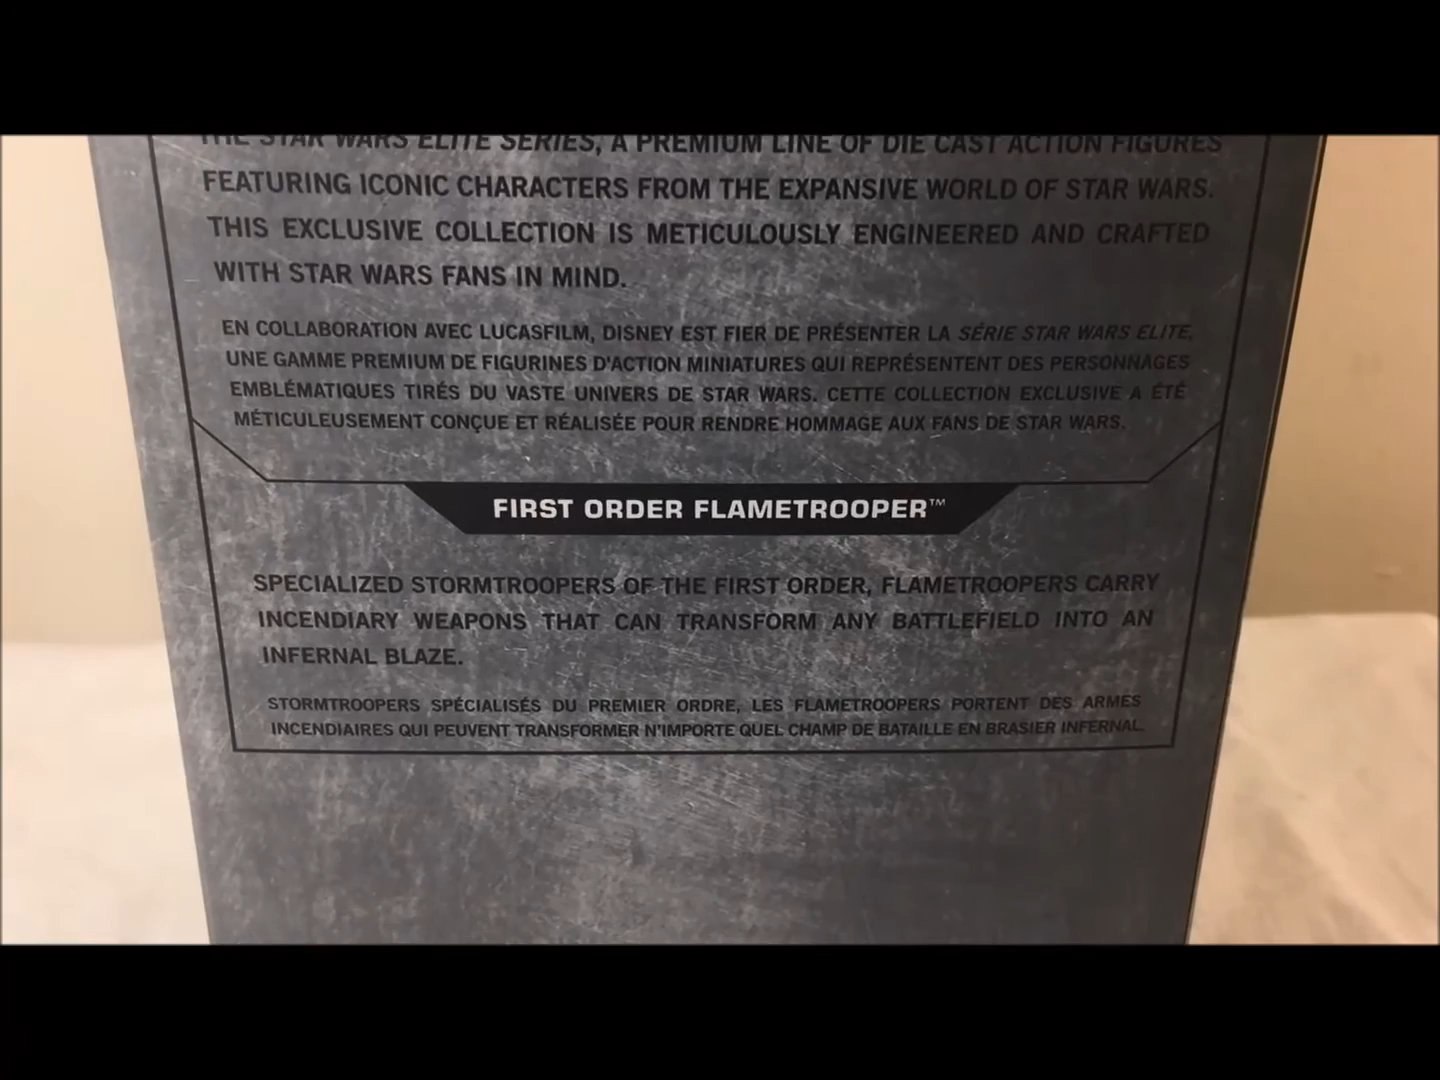 THE STAR WARS ELITE SERIES, A PREMIUM LINE OF DIE CAST ACTION FIGURES
FEATURING ICONIC CHARACTERS FROM THE EXPANSIVE WORLD OF STAR WARS.
THIS EXCLUSIVE COLLECTION IS METICULOUSLY ENGINEERED AND CRAFTED
WITH STAR WARS FANS IN MIND.
EN COLLABORATION AVEC LUCASFILM, DISNEY EST FIER DE PRÉSENTER LA SÉRIE STAR WARS ELITE,
UNE GAMME PREMIUM DE FIGURINES D'ACTION MINIATURES QUI REPRÉSENTENT DES PERSONNAGES
EMBLÉMATIQUES TIRÉS DU VASTE UNIVERS DE STAR WARS. CETTE COLLECTION EXCLUSIVE A ÉTÉ
MÉTICULEUSEMENT CONÇUE ET RÉALISÉE POUR RENDRE HOMMAGE AUX FANS DE STAR WARS.
FIRST ORDER FLAMETROOPER™
SPECIALIZED STORMTROOPERS OF THE FIRST ORDER, FLAMETROOPERS CARRY
INCENDIARY WEAPONS THAT CAN TRANSFORM ANY BATTLEFIELD INTO AN
INFERNAL BLAZE.
STORMTROOPERS SPÉCIALISÉS DU PREMIER ORDRE, LES FLAMETROOPERS PORTENT DES ARMES
INCENDIAIRES QUI PEUVENT TRANSFORMER N'IMPORTE QUEL CHAMP DE BATAILLE EN BRASIER INFERNAL.